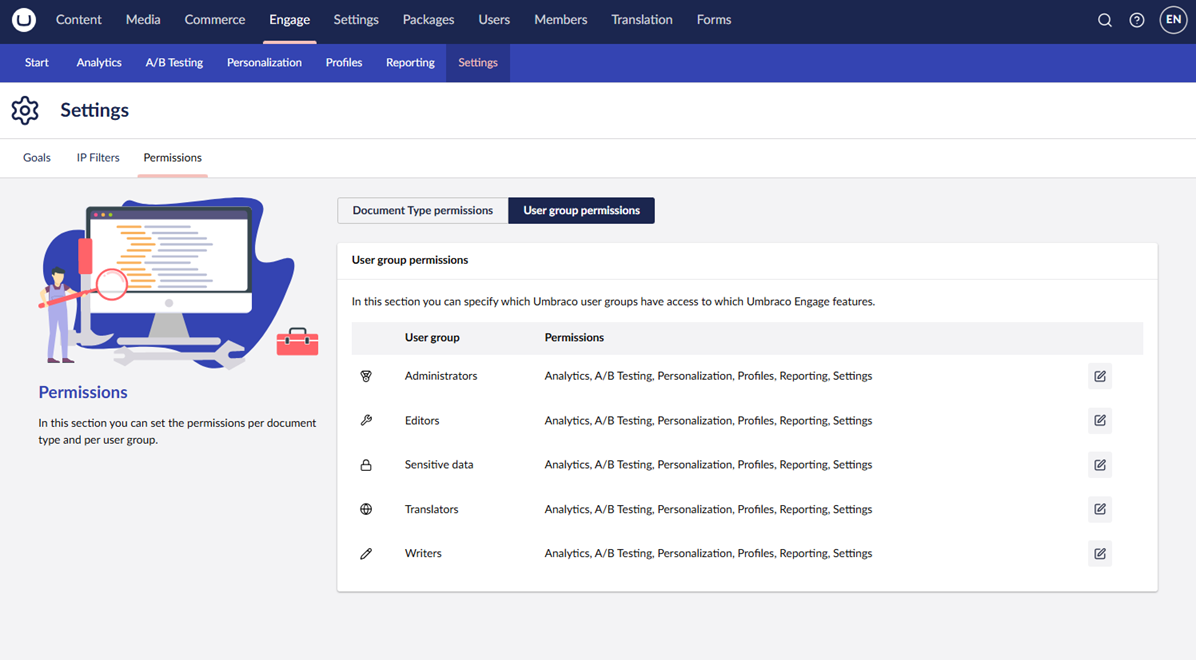 Content Media Commerce Engage Settings Packages Users Members Translation Forms EN
Start Analytics A/B Testing Personalization Profiles Reporting Settings
Settings
Goals IP Filters Permissions
Document Type permissions User group permissions
User group permissions
In this section you can specify which Umbraco user groups have access to which Umbraco Engage features.
User group Permissions
Administrators Analytics, A/B Testing, Personalization, Profiles, Reporting, Settings
Editors Analytics, A/B Testing, Personalization, Profiles, Reporting, Settings
Sensitive data Analytics, A/B Testing, Personalization, Profiles, Reporting, Settings
Translators Analytics, A/B Testing, Personalization, Profiles, Reporting, Settings
Writers Analytics, A/B Testing, Personalization, Profiles, Reporting, Settings
Permissions
In this section you can set the permissions per document
type and per user group.